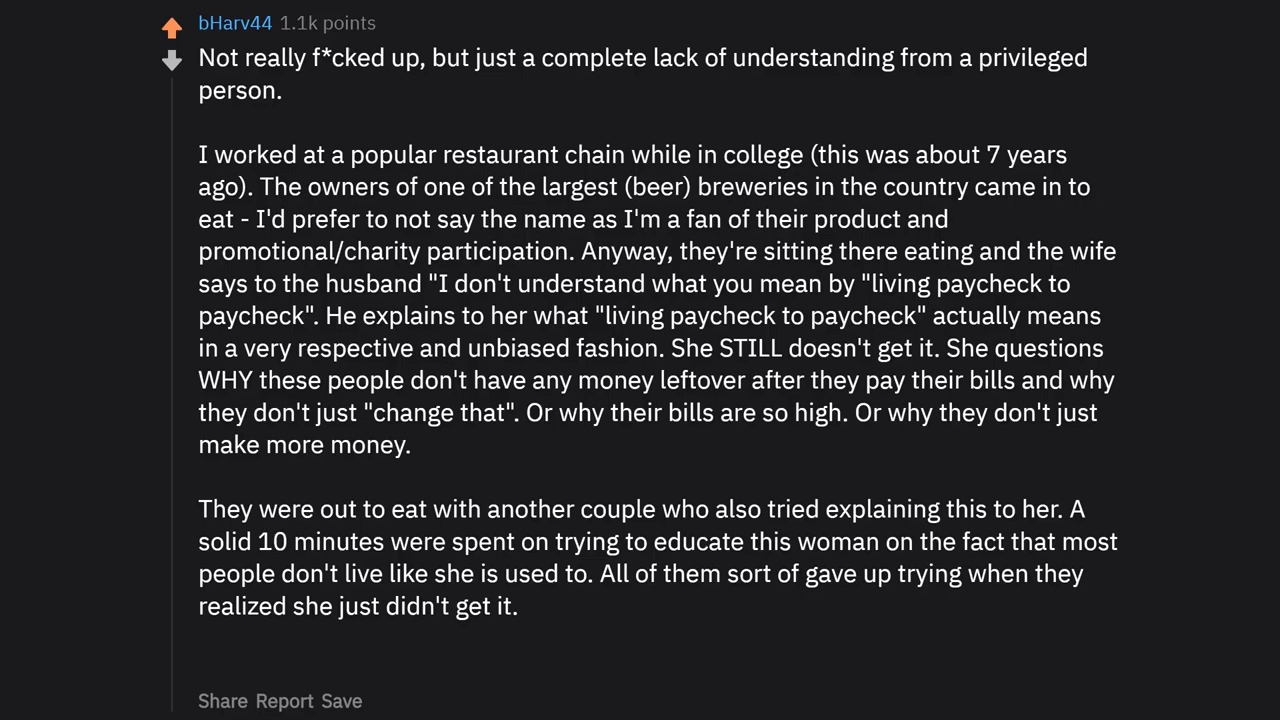 bHarv44 1.1k points
Not really f*cked up, but just a complete lack of understanding from a privileged
person.
I worked at a popular restaurant chain while in college (this was about 7 years
ago). The owners of one of the largest (beer) breweries in the country came in to
eat - I'd prefer to not say the name as I'm a fan of their product and
promotional/charity participation. Anyway, they're sitting there eating and the wife
says to the husband "I don't understand what you mean by "living paycheck to
paycheck". He explains to her what "living paycheck to paycheck" actually means
in a very respective and unbiased fashion. She STILL doesn't get it. She questions
WHY these people don't have any money leftover after they pay their bills and why
they don't just "change that". Or why their bills are so high. Or why they don't just
make more money.
They were out to eat with another couple who also tried explaining this to her. A
solid 10 minutes were spent on trying to educate this woman on the fact that most
people don't live like she is used to. All of them sort of gave up trying when they
realized she just didn't get it.
Share Report Save